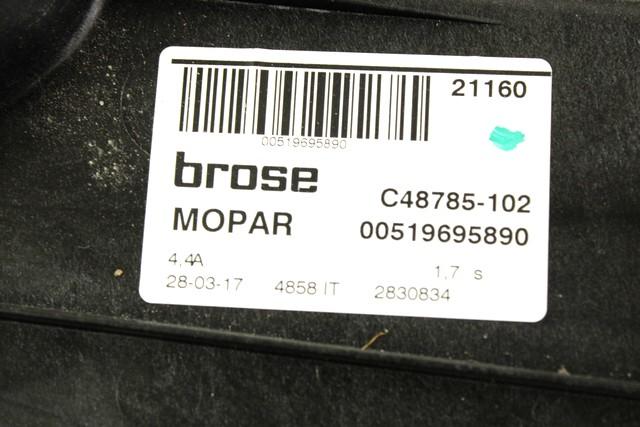 21160
00519695890
brose
C48785-102
MOPAR
00519695890
4,4A
1,7 s
28-03-17 4858 IT 2830834